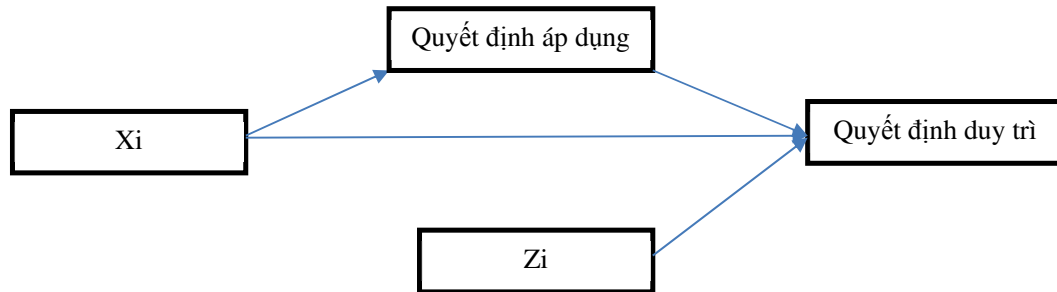 Quyết định áp dụng
Xi
Quyết định duy trì
Zi